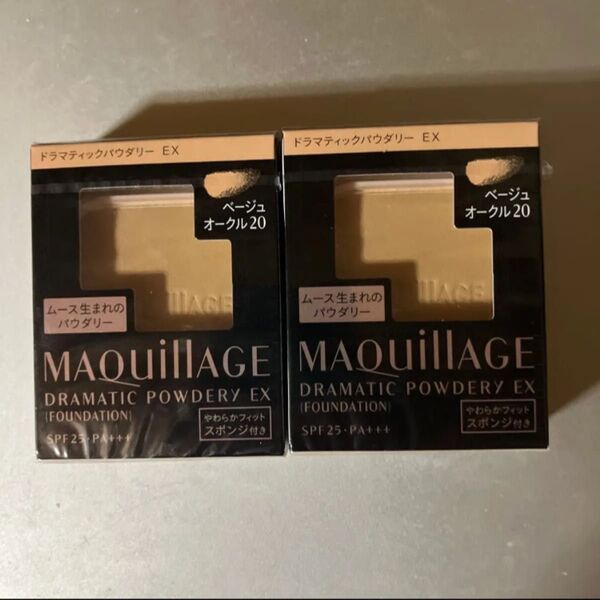 ドラマティックパウダリー EX
ベージュ
オークル20
ムース生まれの
パウダリー
illAGE
MAQuillAGE
DRAMATIC POWDERY EX
(FOUNDATION)
やわらかフィット
スポンジ付き
SPF25・PA+++
ドラマティックパウダリー EX
ベージュ
オークル20
ムース生まれの
パウダリー
illAGE
MAQuillAGE
DRAMATIC POWDERY EX
(FOUNDATION)
やわらかフィット
スポンジ付き
SPF25・PA+++